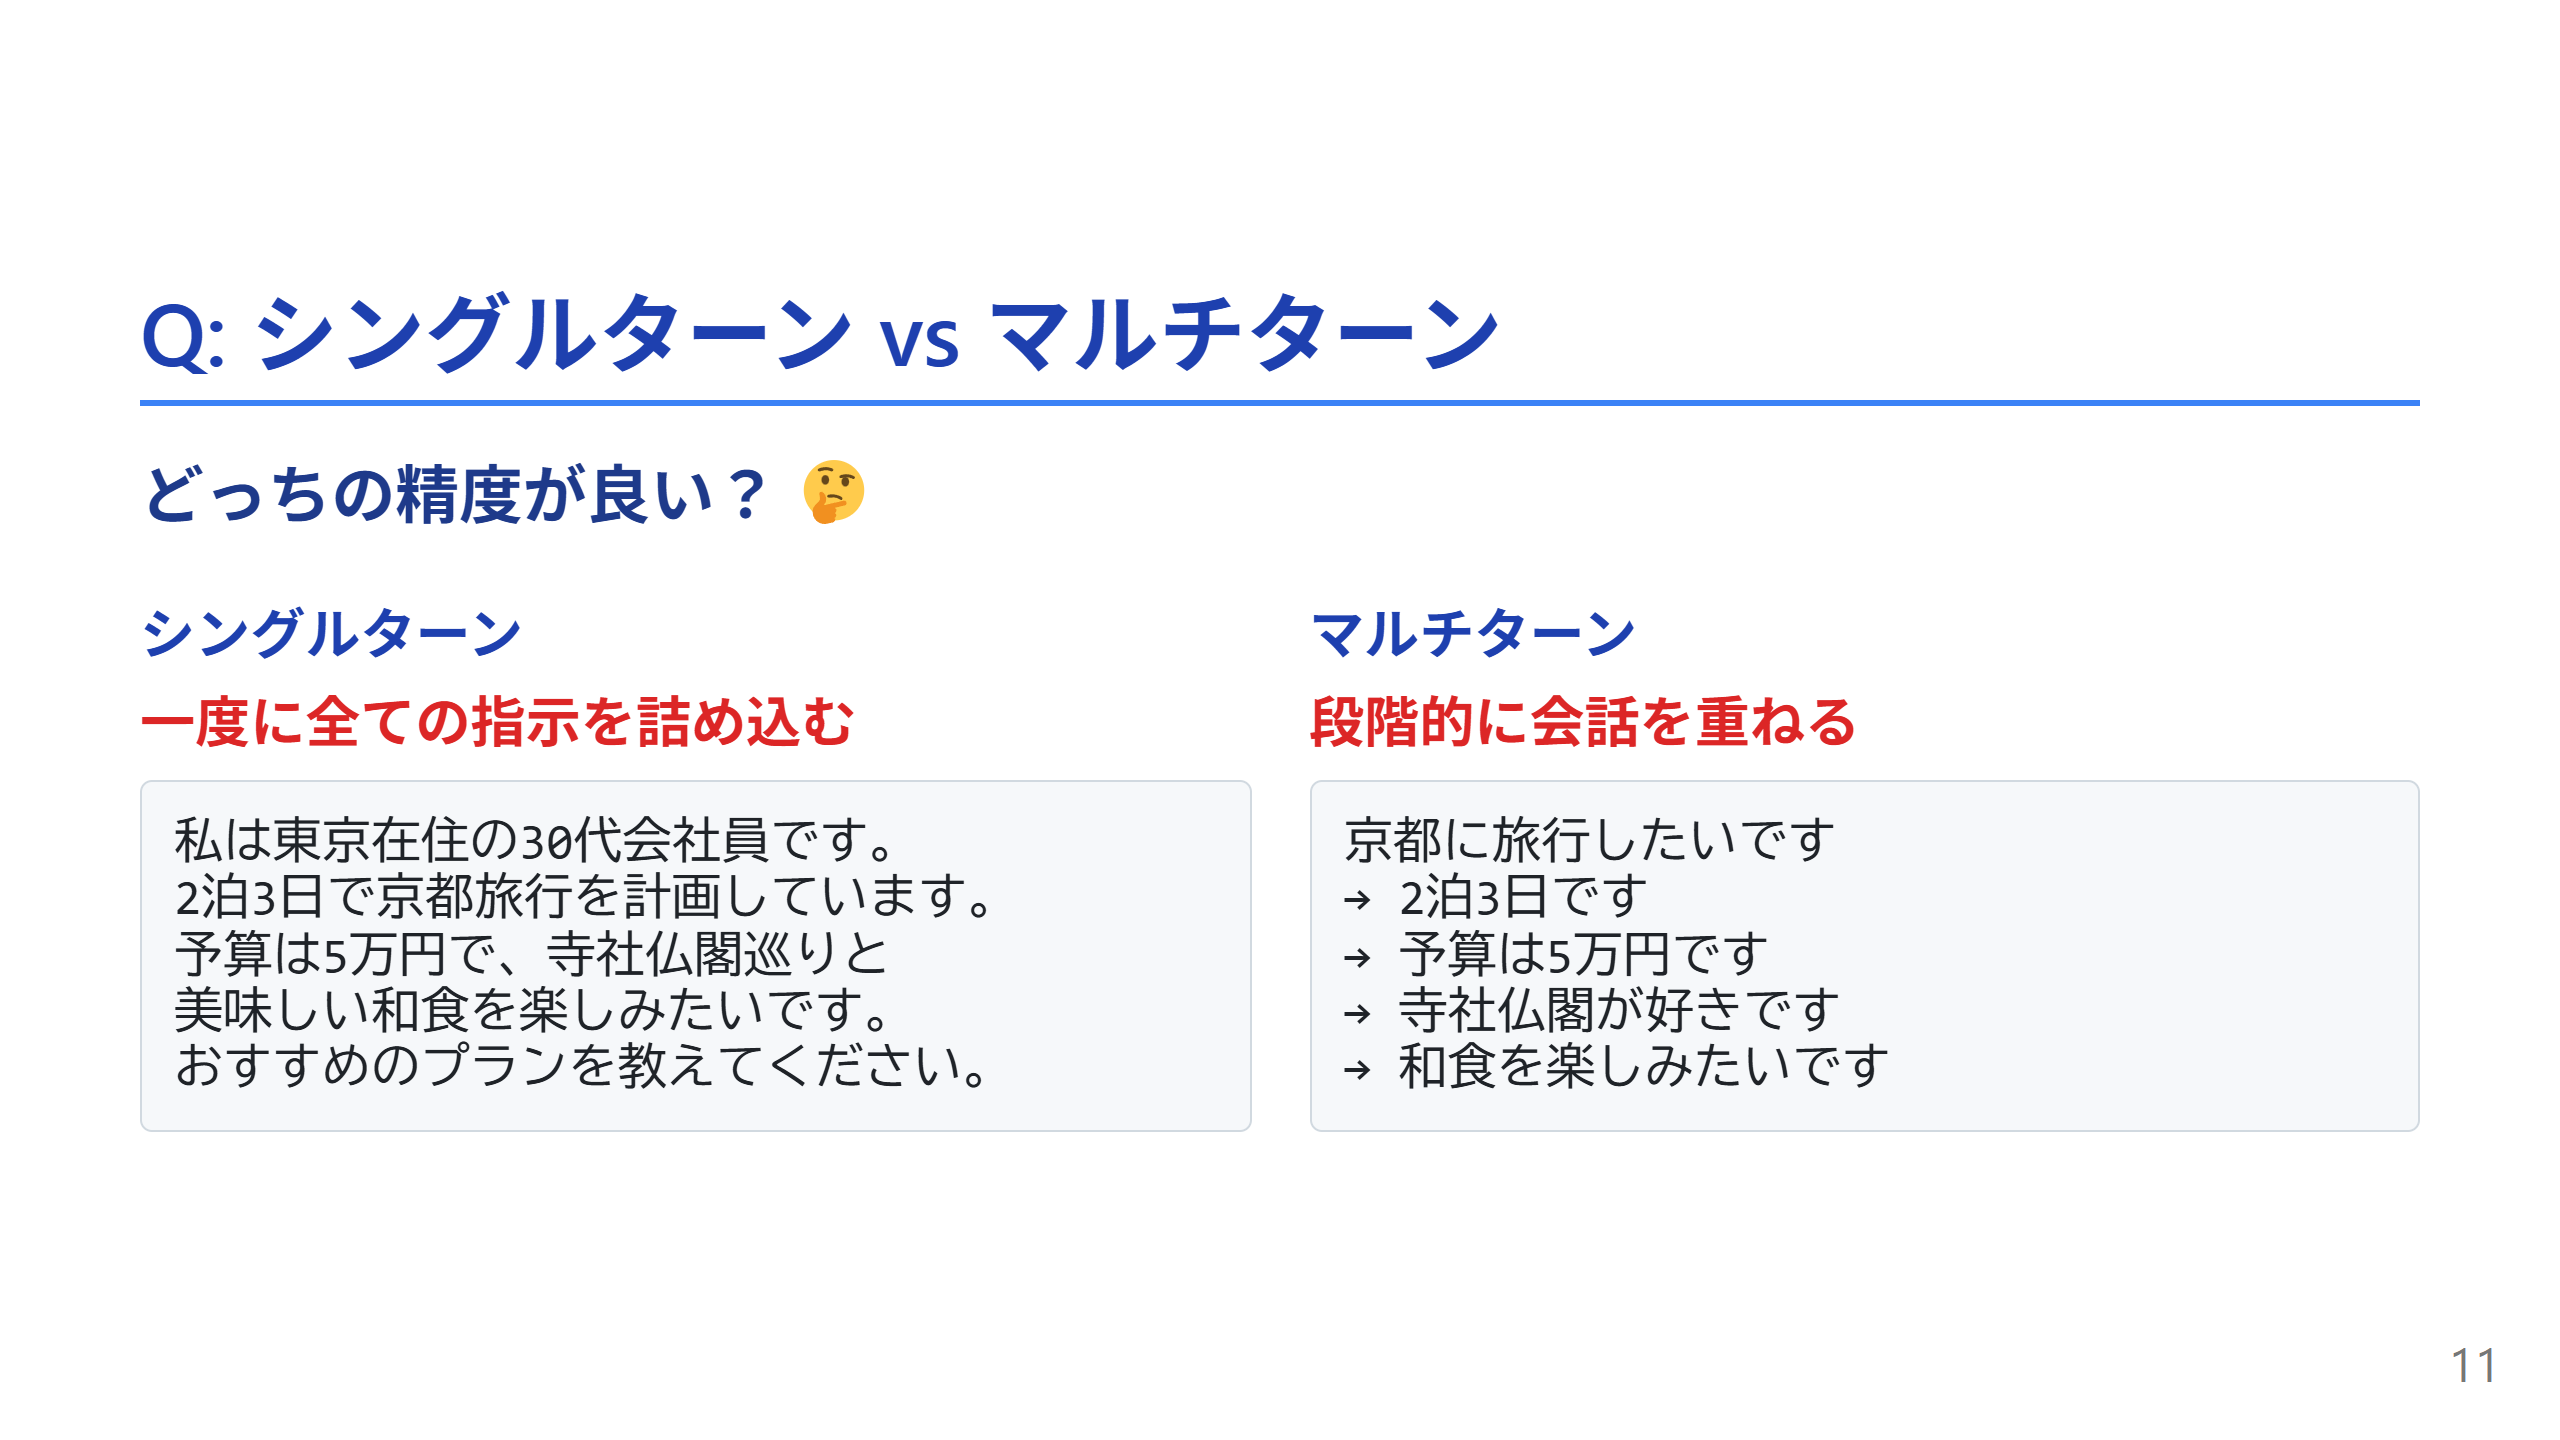 Q: シングルターン vs マルチターン
どっちの精度が良い？ 🤔
シングルターン
一度に全ての指示を詰め込む
私は東京在住の30代会社員です。
2泊3日で京都旅行を計画しています。
予算は5万円で、寺社仏閣巡りと
美味しい和食を楽しみたいです。
おすすめのプランを教えてください。
マルチターン
段階的に会話を重ねる
京都に旅行したいです
→ 2泊3日です
→ 予算は5万円です
→ 寺社仏閣が好きです
→ 和食を楽しみたいです
11